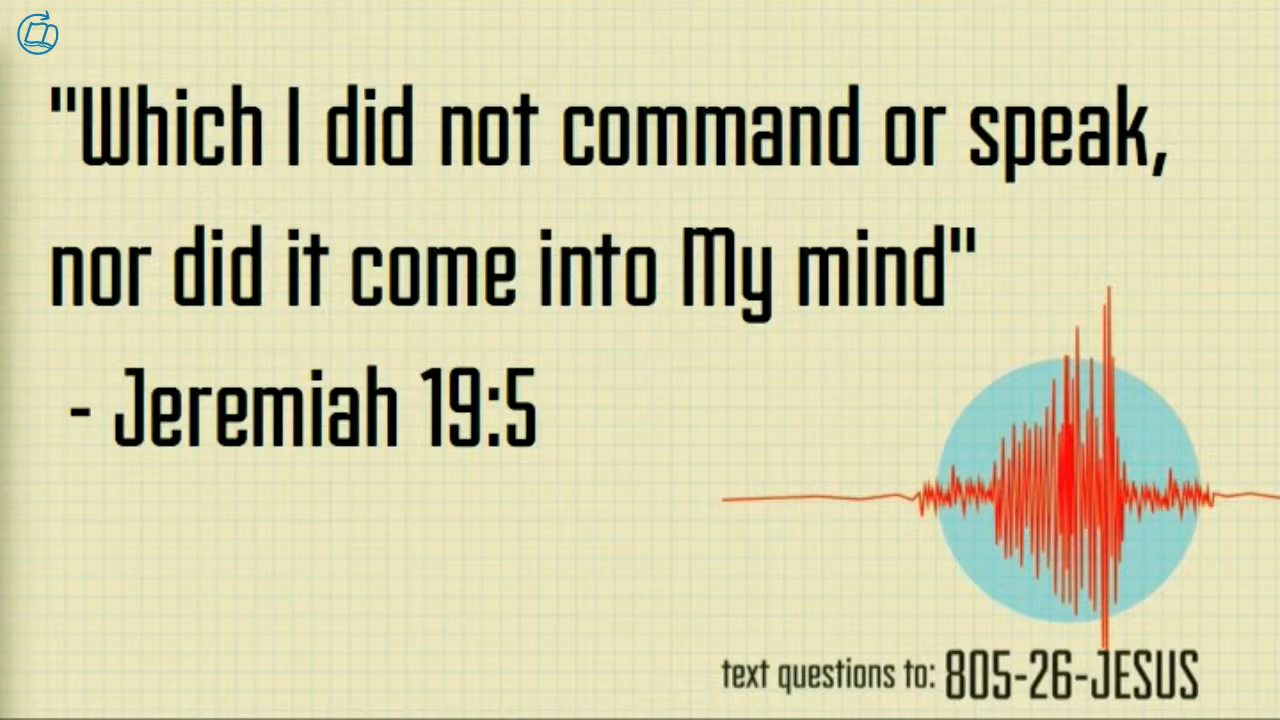 "Which I did not command or speak,
nor did it come into My mind"
- Jeremiah 19:5
text questions to: 805-26-JESUS